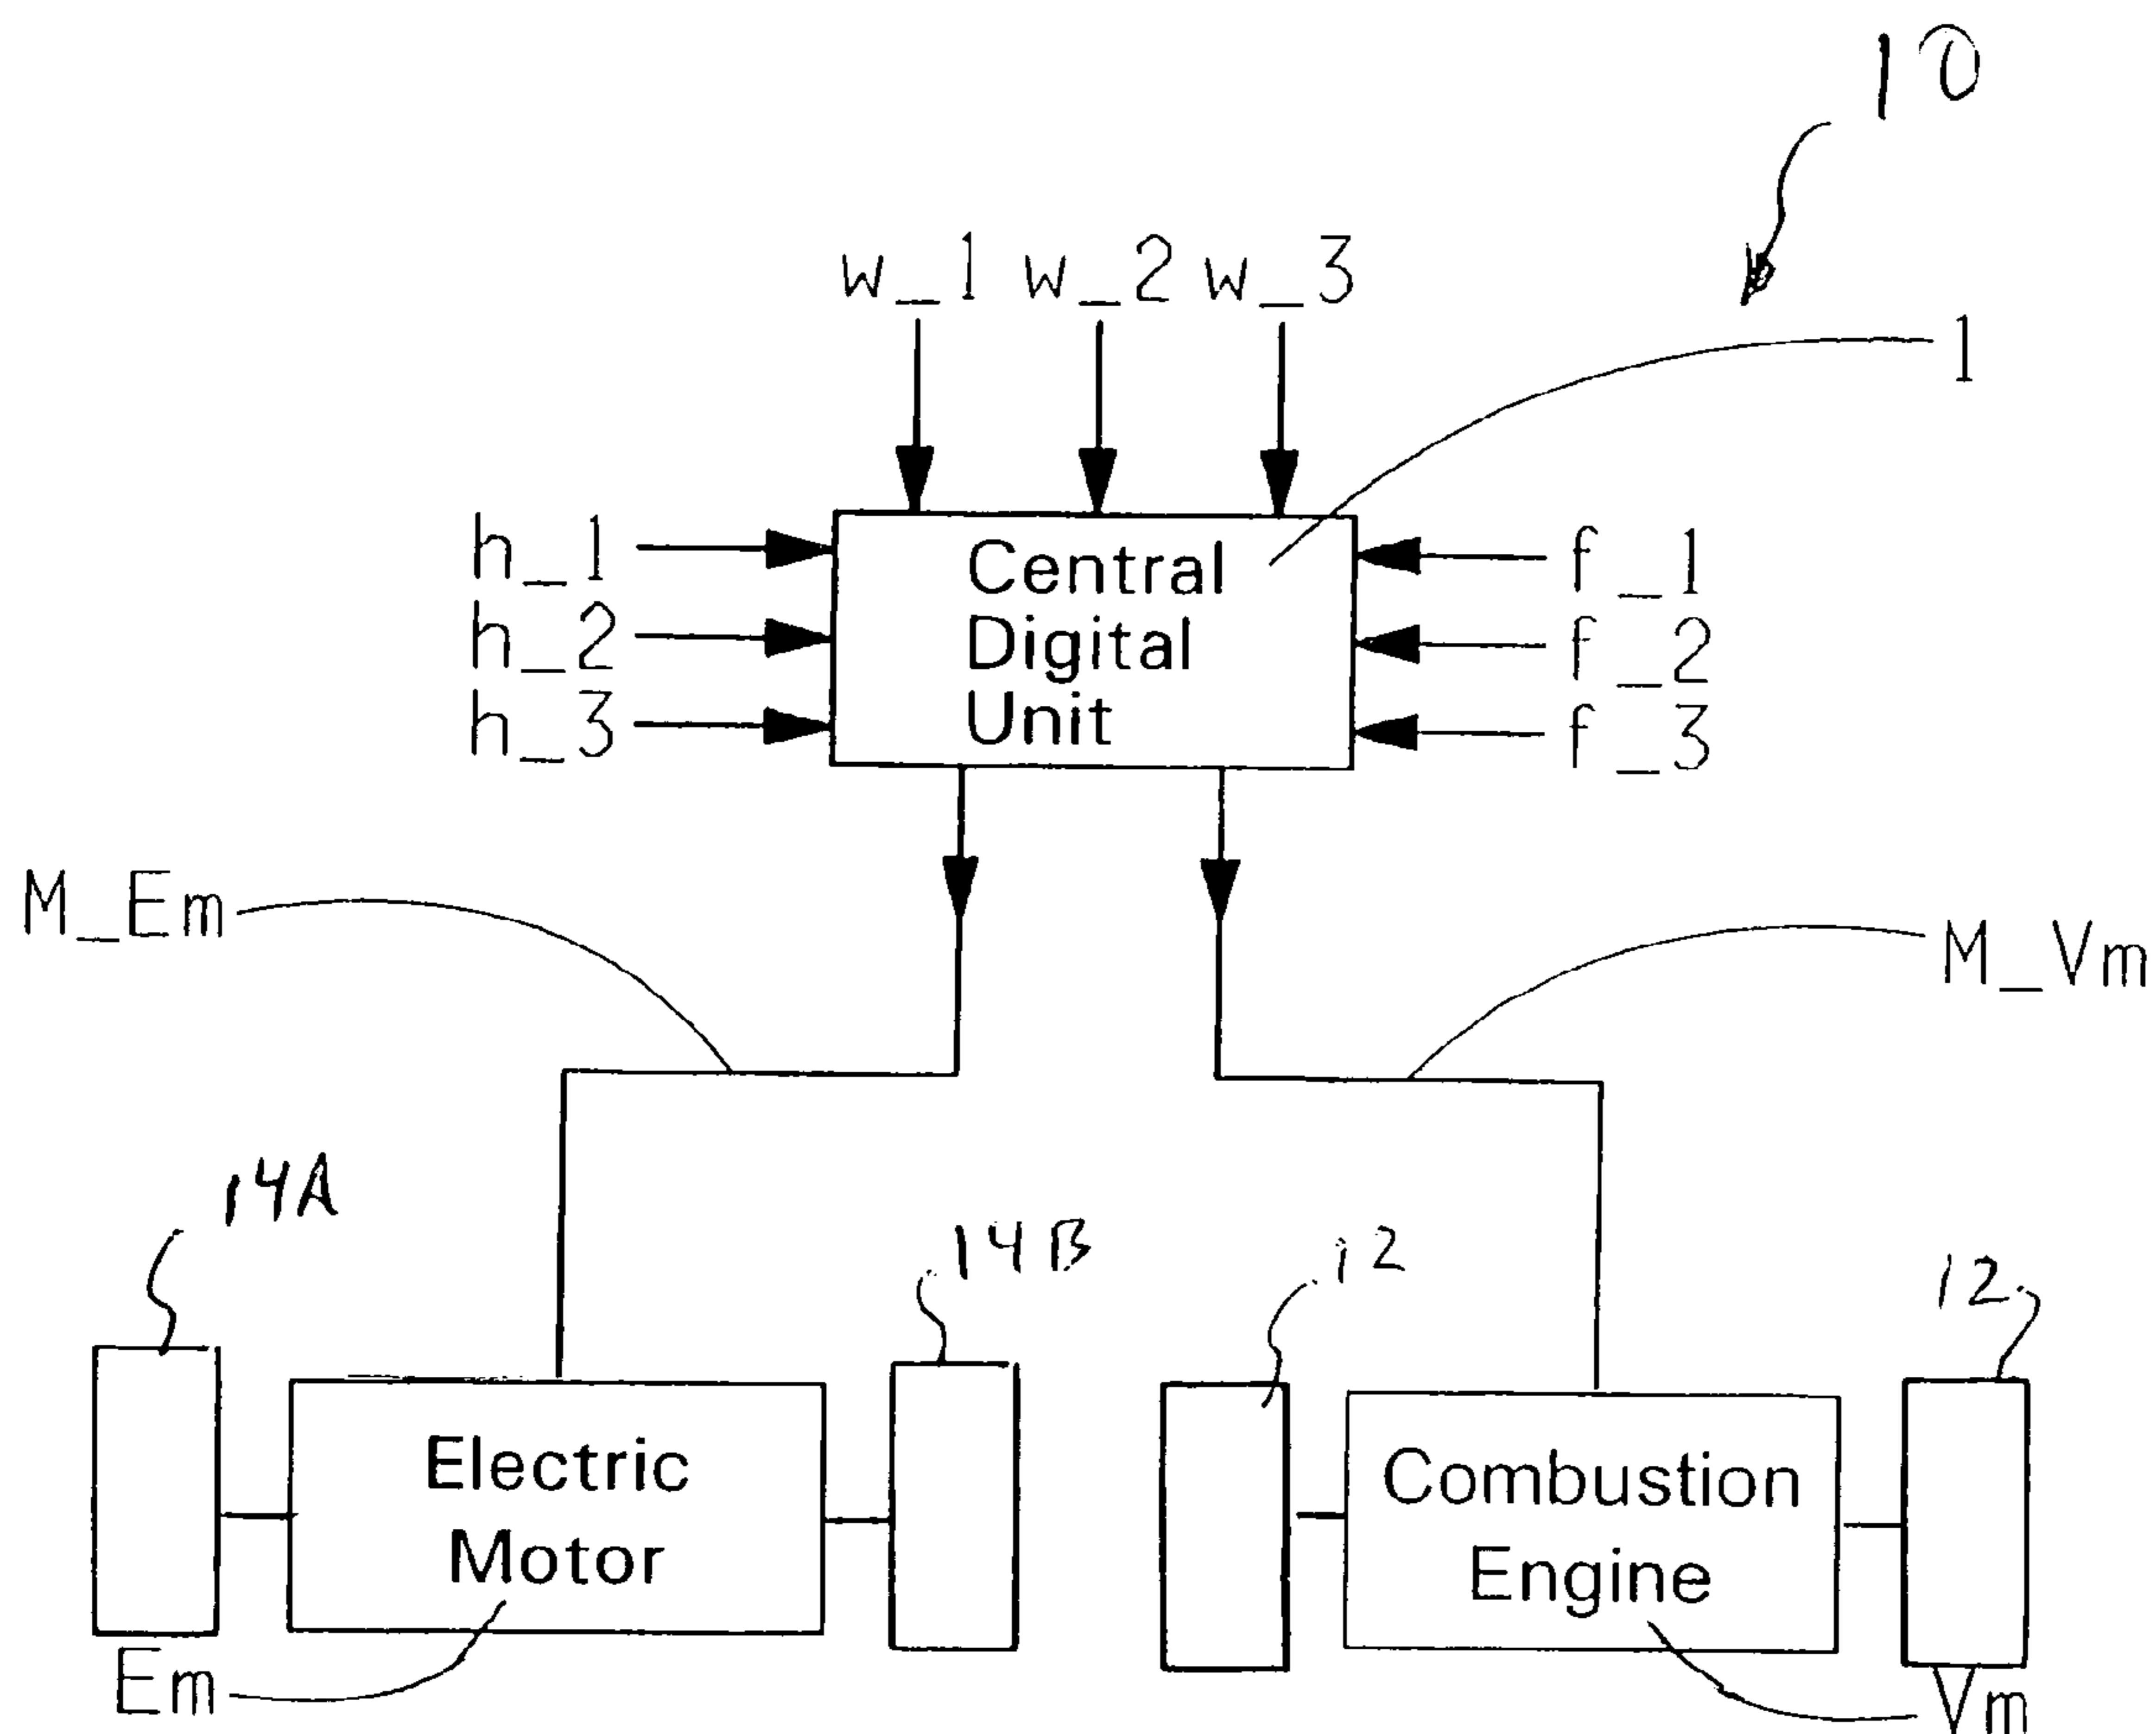 10
w_1 w_2 w_3
1
h_1
h_2
h_3
Central
Digital
Unit
f_1
f_2
f_3
M_Em
M_Vm
14A
14B
12
12
Electric
Motor
Combustion
Engine
Em
Vm